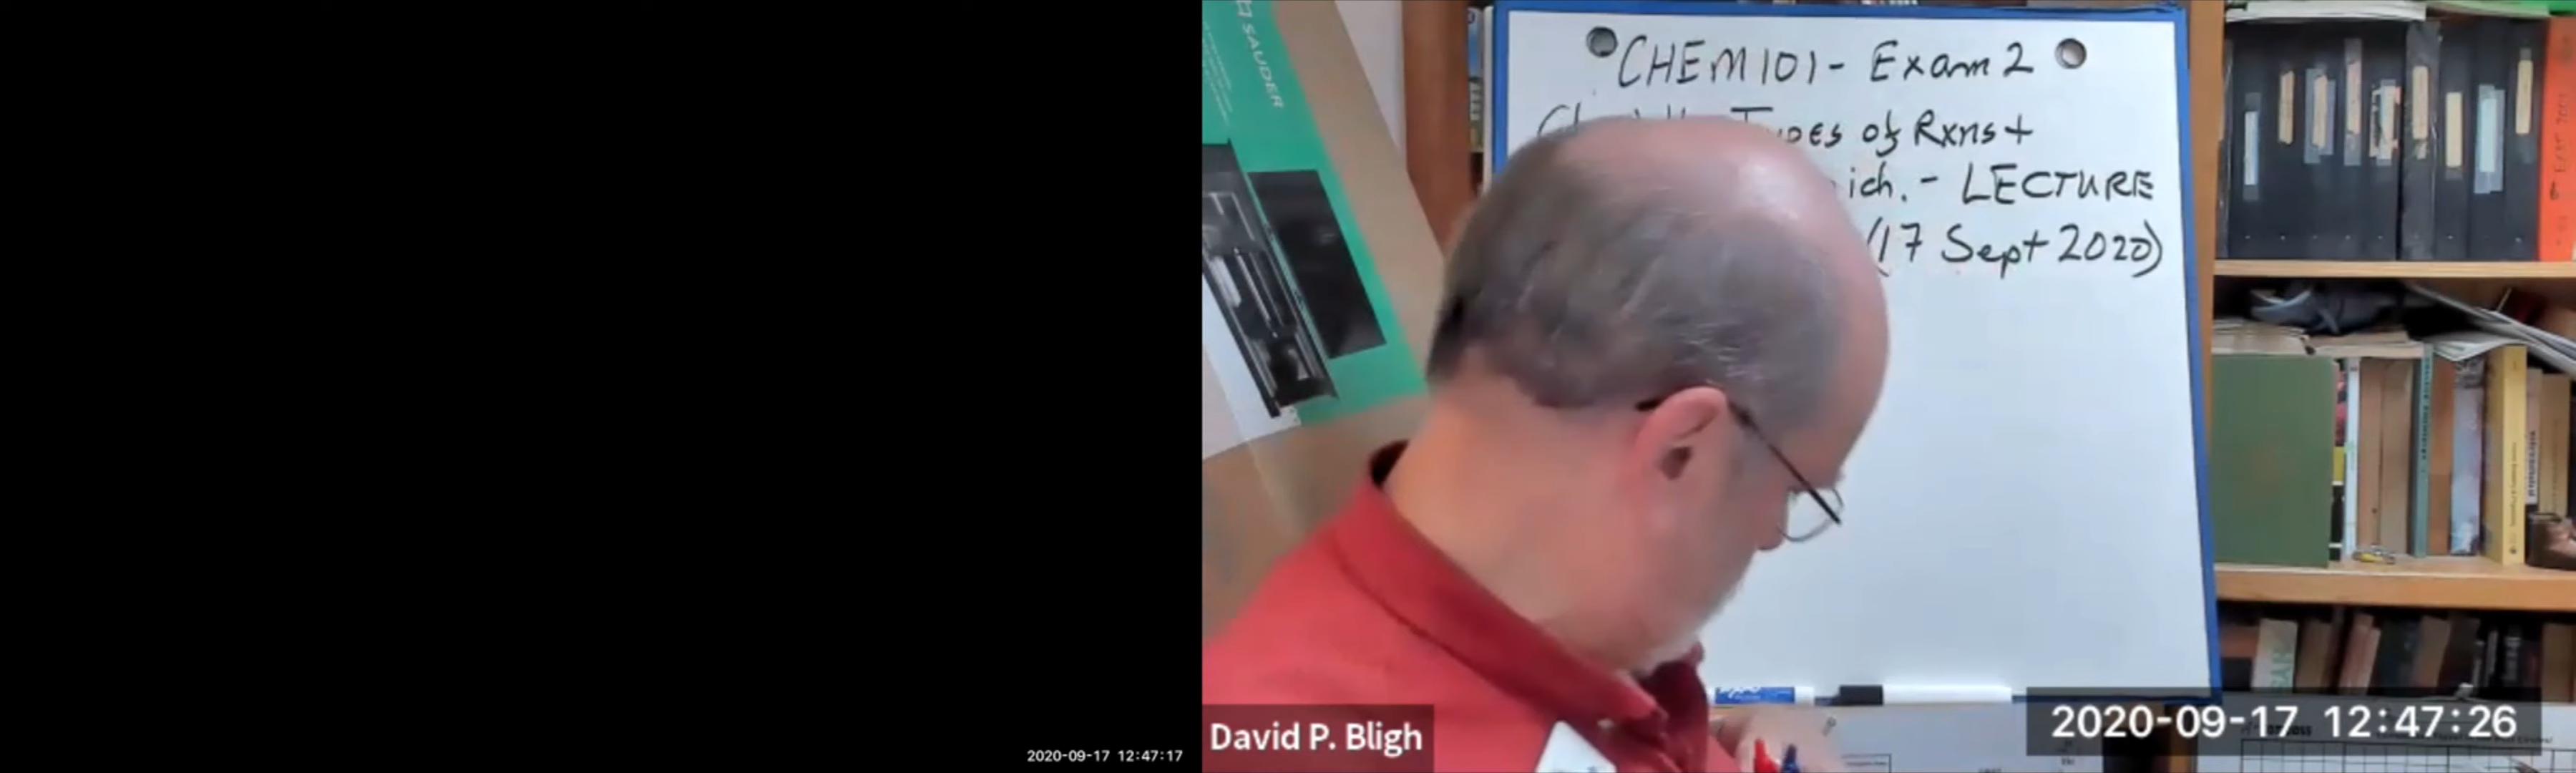 SAUDER
CHEM 101 - Exam 2
Types of Rxns +
ich. - LECTURE
(17 Sept 2020)
David P. Bligh
2020-09-17 12:47:26
2020-09-17 12:47:17